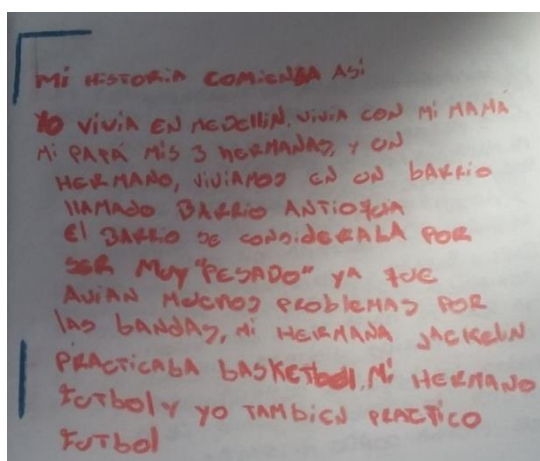 Mi HiSTORiA COMiENSA ASi
YO ViViA EN MEDEllIN. ViViA CON Mi MAMÁ
Mi PAPÁ MiS 3 hERMANAS, Y UN
HERMANO, ViViAMOS EN UN BARRiO
llAMADO BARRiO ANTiOQUiA
El BARRiO SE CONSiDERALA POR
SER MUY "PESADO" YA QUE
AViAN MUCHOS PROBlEMAS POR
lAS bANDAS, Mi HERMANA JACKEliN
PRACTiCAbA bASKETbOl. Mi HERMANO
FUTbOl Y YO TAMBiEN PRACTiCO
FUTbOl